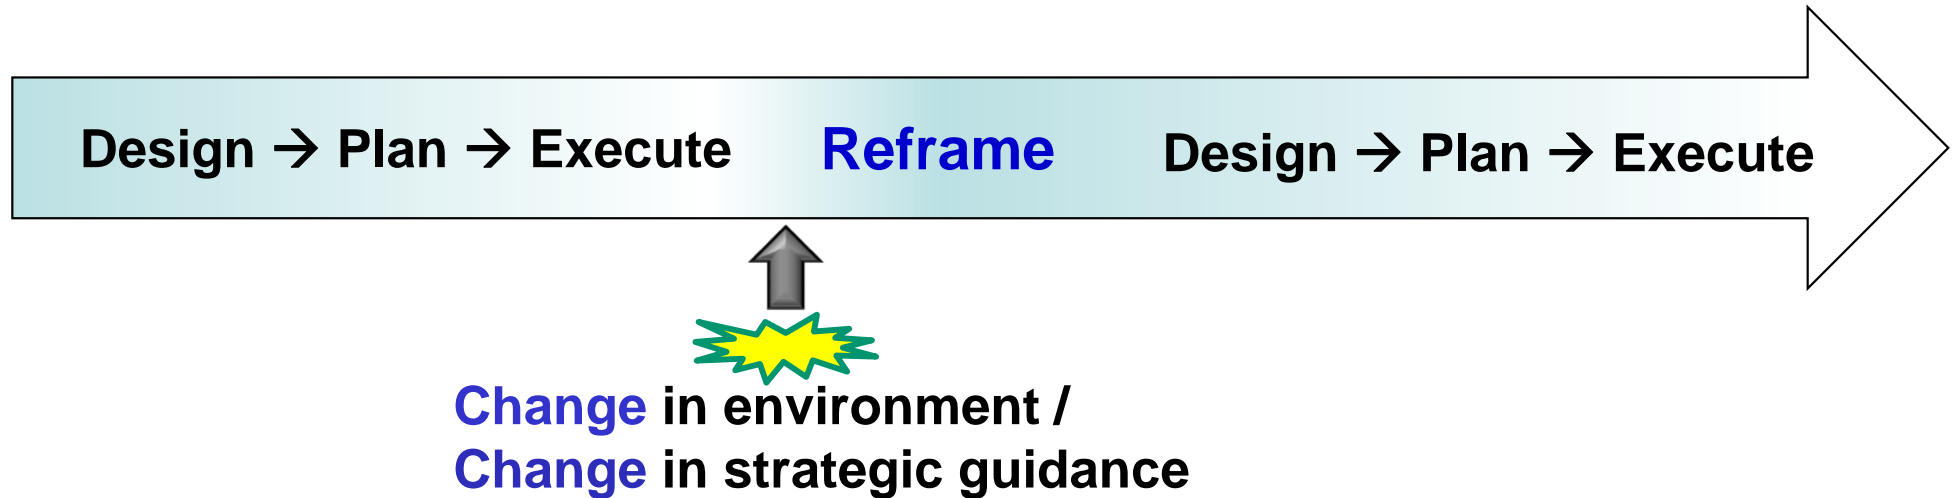 Design → Plan → Execute
Reframe
Design → Plan → Execute
Change in environment /
Change in strategic guidance